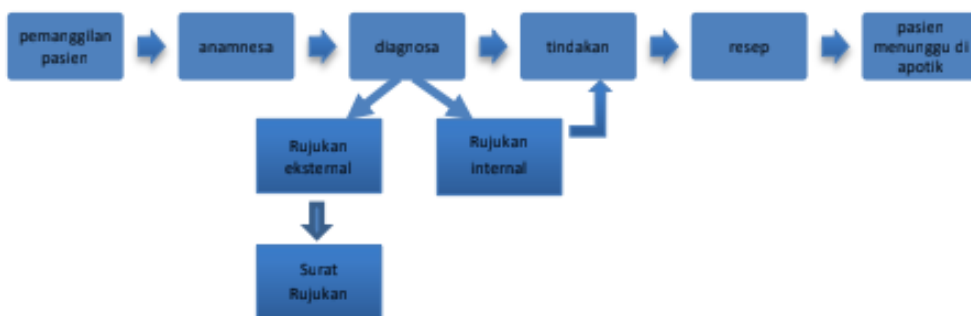 pemanggilan
pasien
anamnesa
diagnosa
tindakan
resep
pasien
menunggu di
apotik
Rujukan
eksternal
Rujukan
internal
Surat
Rujukan